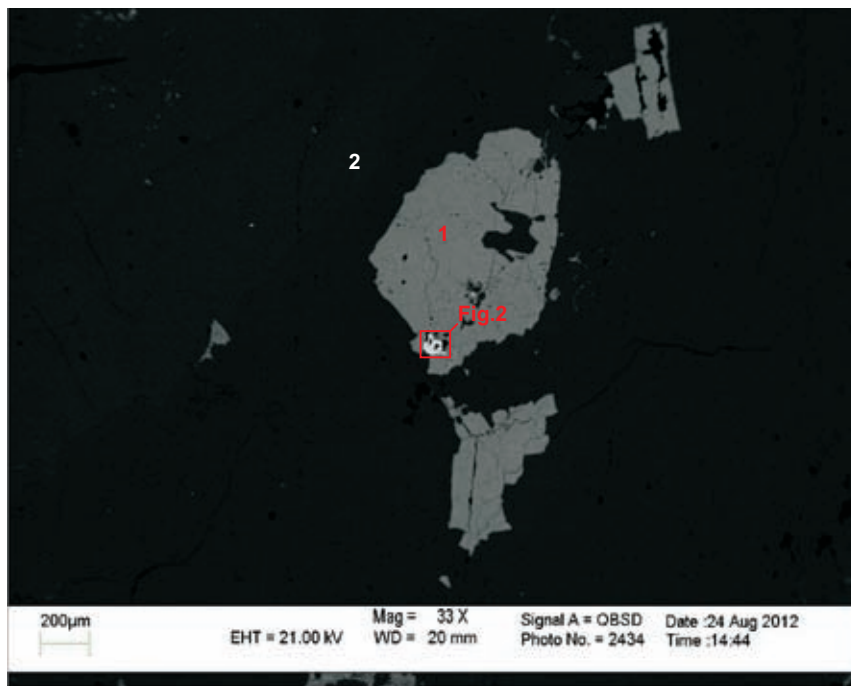 2
1
Fig.2
200µm
EHT = 21.00 kV
Mag = 33 X
WD = 20 mm
Signal A = QBSD
Photo No. = 2434
Date :24 Aug 2012
Time :14:44